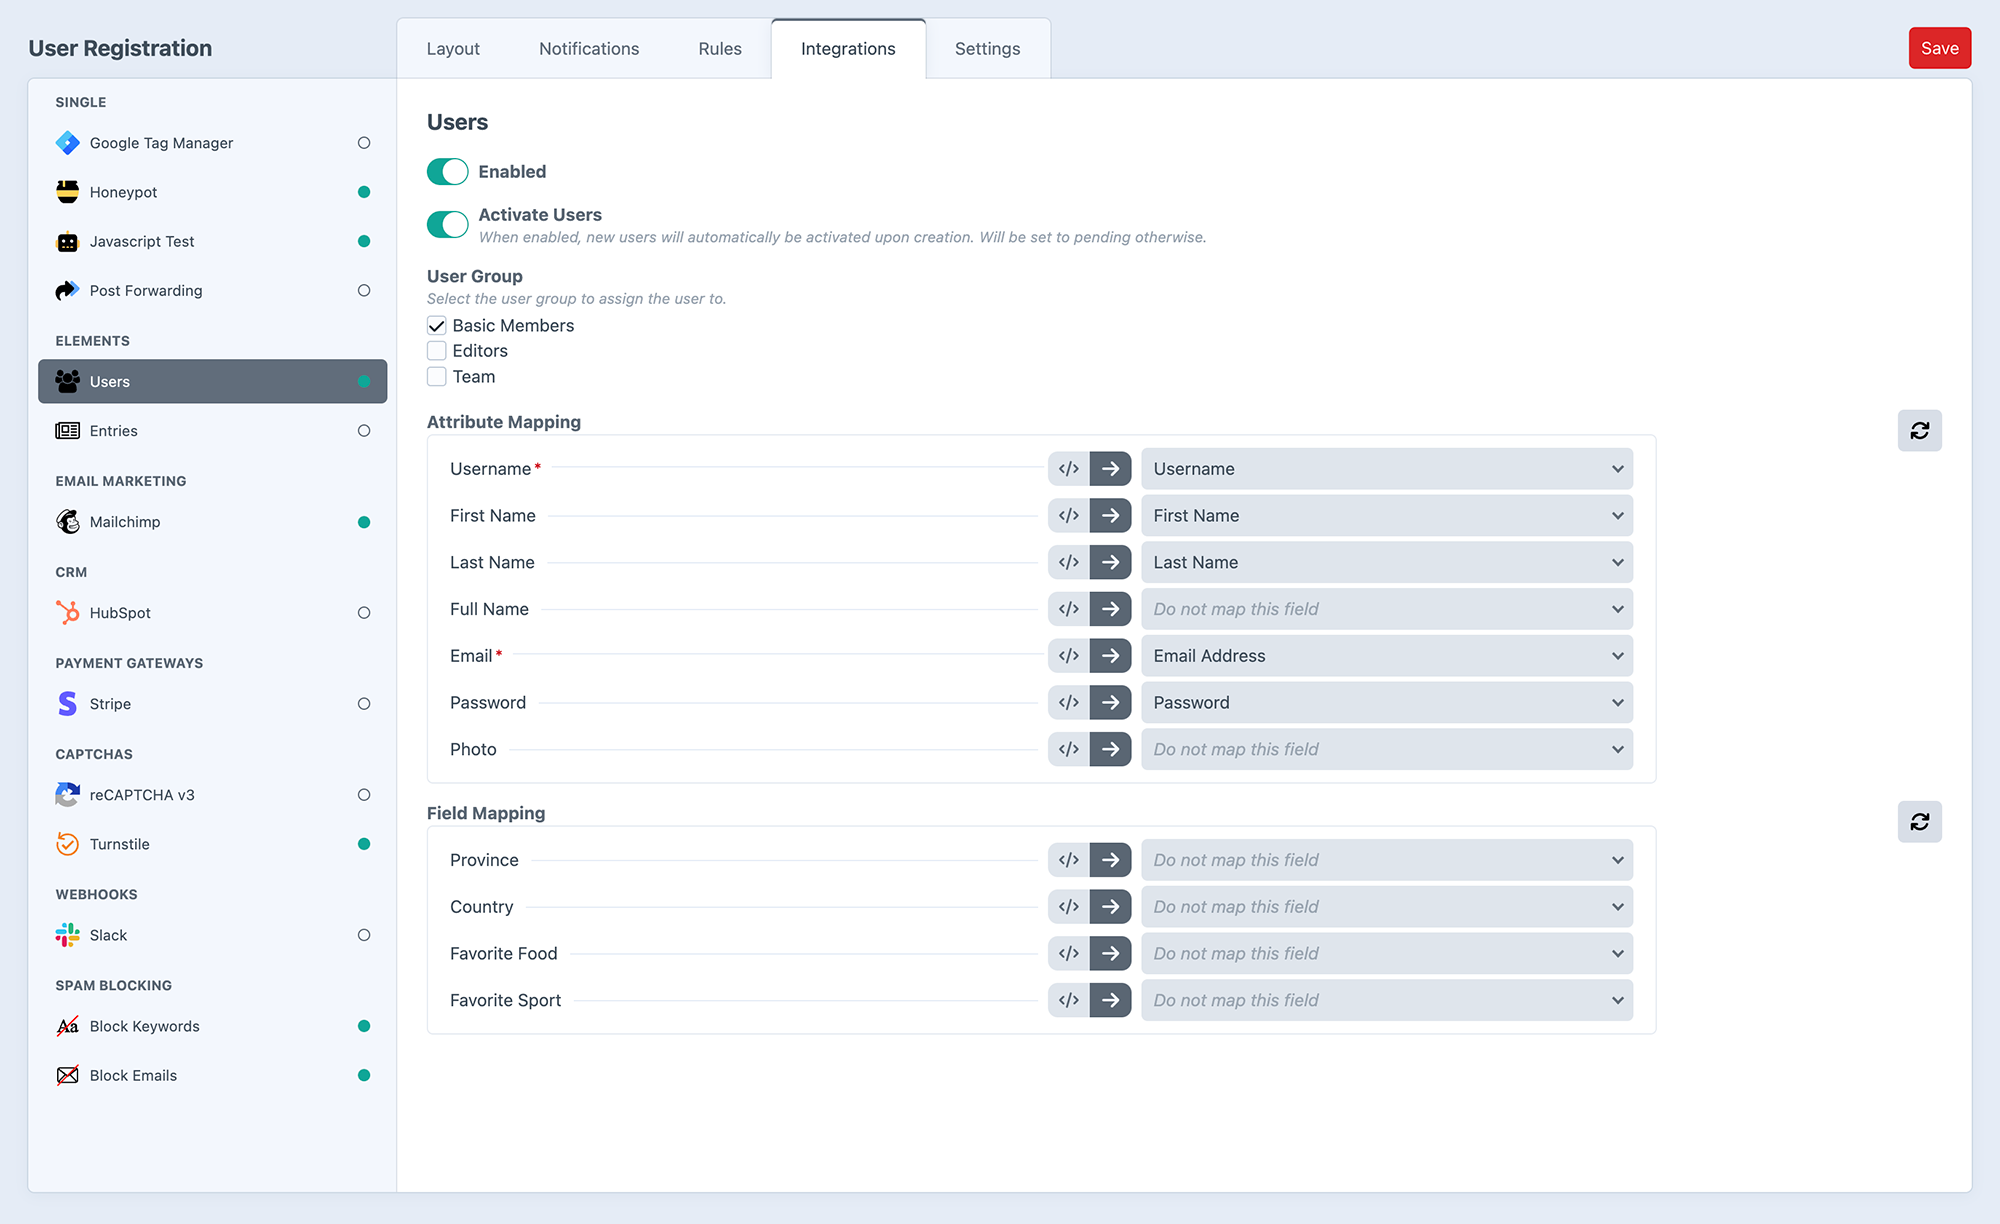 User Registration
Layout
Notifications
Rules
Integrations
Settings
Save
SINGLE
Google Tag Manager
Honeypot
Javascript Test
Post Forwarding
ELEMENTS
Users
Entries
EMAIL MARKETING
Mailchimp
CRM
HubSpot
PAYMENT GATEWAYS
Stripe
CAPTCHAS
reCAPTCHA v3
Turnstile
WEBHOOKS
Slack
SPAM BLOCKING
Aa Block Keywords
Block Emails
Users
Enabled
Activate Users
When enabled, new users will automatically be activated upon creation. Will be set to pending otherwise.
User Group
Select the user group to assign the user to.
Basic Members
Editors
Team
Attribute Mapping
Username* </> Username
First Name </> First Name
Last Name </> Last Name
Full Name </> Do not map this field
Email* </> Email Address
Password </> Password
Photo </> Do not map this field
Field Mapping
Province </> Do not map this field
Country </> Do not map this field
Favorite Food </> Do not map this field
Favorite Sport </> Do not map this field